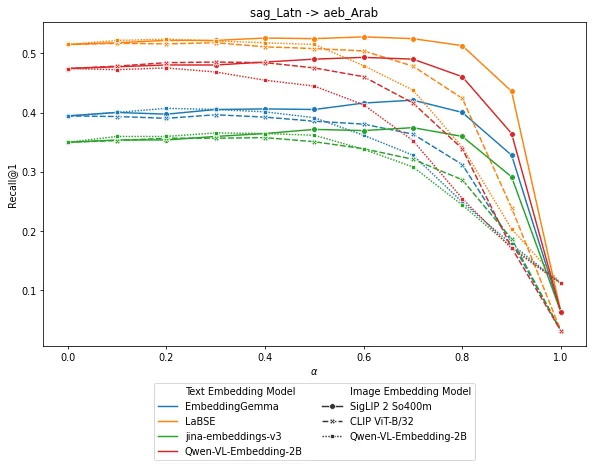 sag_Latn -> aeb_Arab
Recall@1
0.5
0.4
0.3
0.2
0.1
0.0 0.2 0.4 0.6 0.8 1.0
α
Text Embedding Model Image Embedding Model
EmbeddingGemma SigLIP 2 So400m
LaBSE CLIP ViT-B/32
jina-embeddings-v3 Qwen-VL-Embedding-2B
Qwen-VL-Embedding-2B